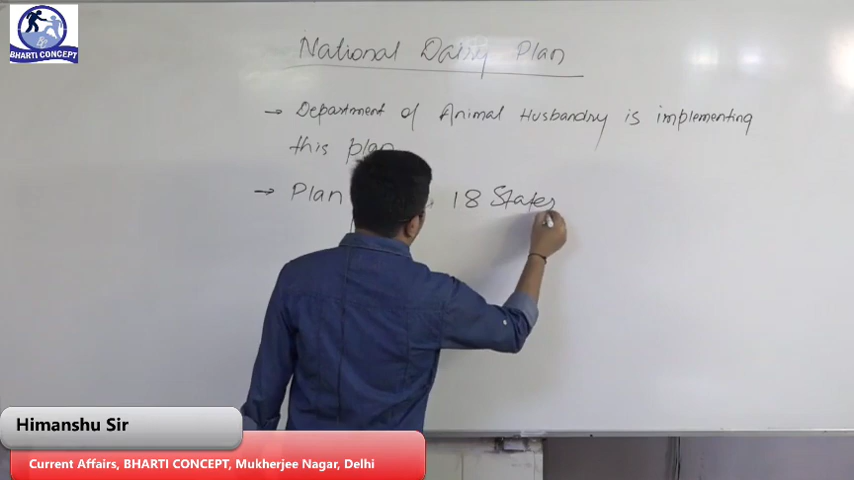 BHARTI CONCEPT
National Dairy Plan
→ Department of Animal Husbandry is implementing
this plan
→ Plan 18 States
Himanshu Sir
Current Affairs, BHARTI CONCEPT, Mukherjee Nagar, Delhi